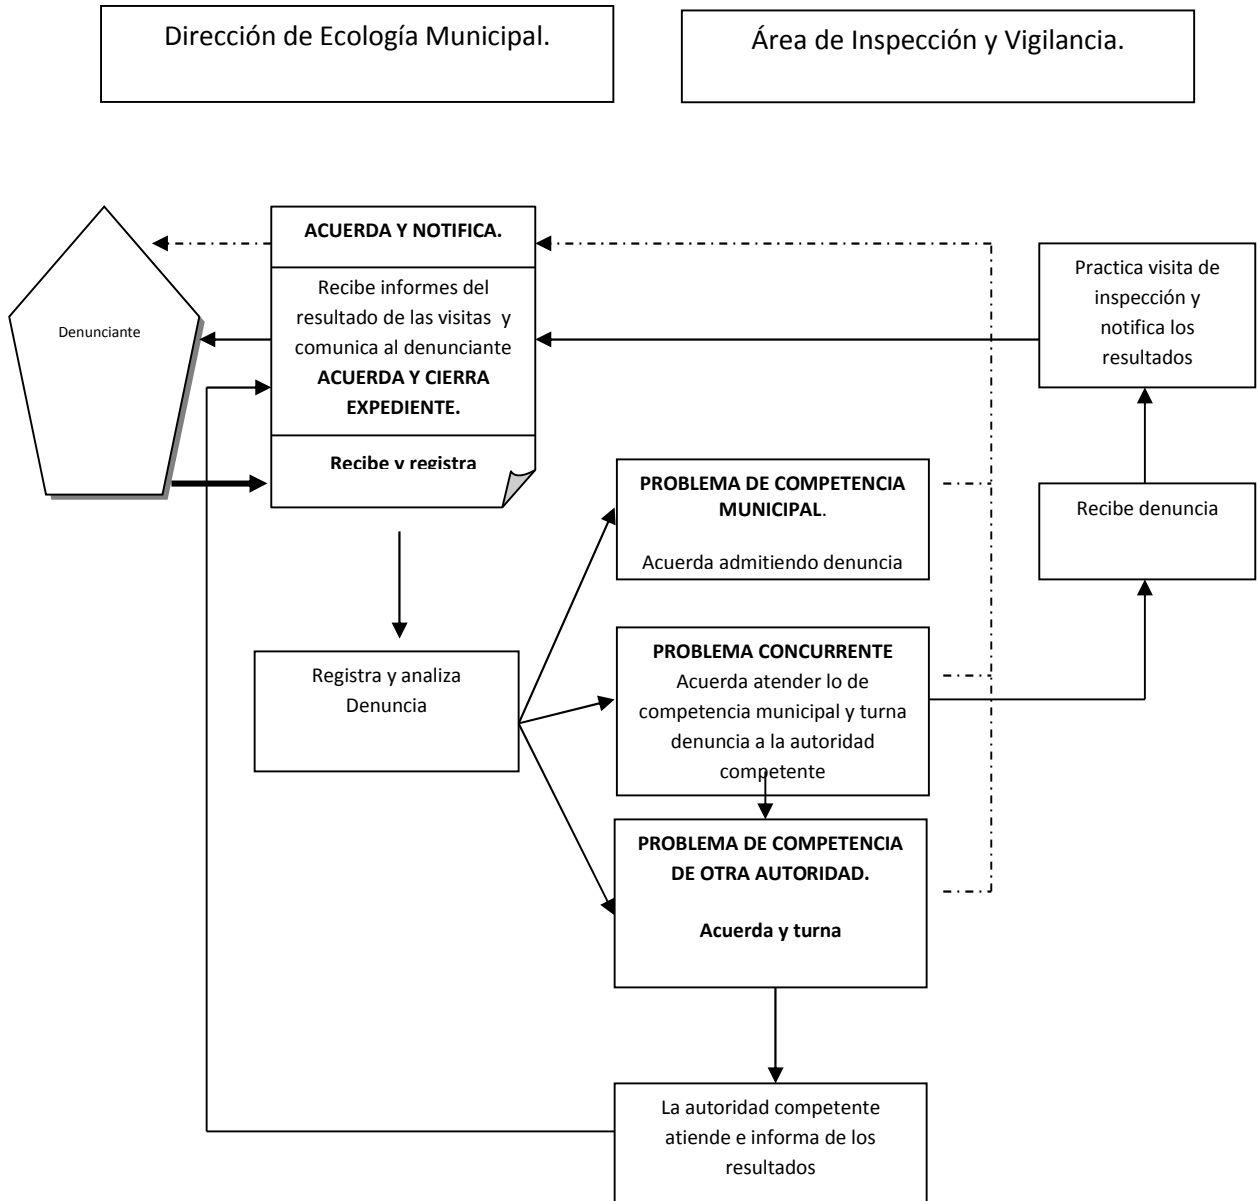 Dirección de Ecología Municipal.
Área de Inspección y Vigilancia.
Denunciante
ACUERDA Y NOTIFICA.
Recibe informes del
resultado de las visitas y
comunica al denunciante
ACUERDA Y CIERRA
EXPEDIENTE.
Recibe y registra
Registra y analiza
Denuncia
PROBLEMA DE COMPETENCIA
MUNICIPAL.
Acuerda admitiendo denuncia
PROBLEMA CONCURRENTE
Acuerda atender lo de
competencia municipal y turna
denuncia a la autoridad
competente
PROBLEMA DE COMPETENCIA
DE OTRA AUTORIDAD.
Acuerda y turna
La autoridad competente
atiende e informa de los
resultados
Practica visita de
inspección y
notifica los
resultados
Recibe denuncia